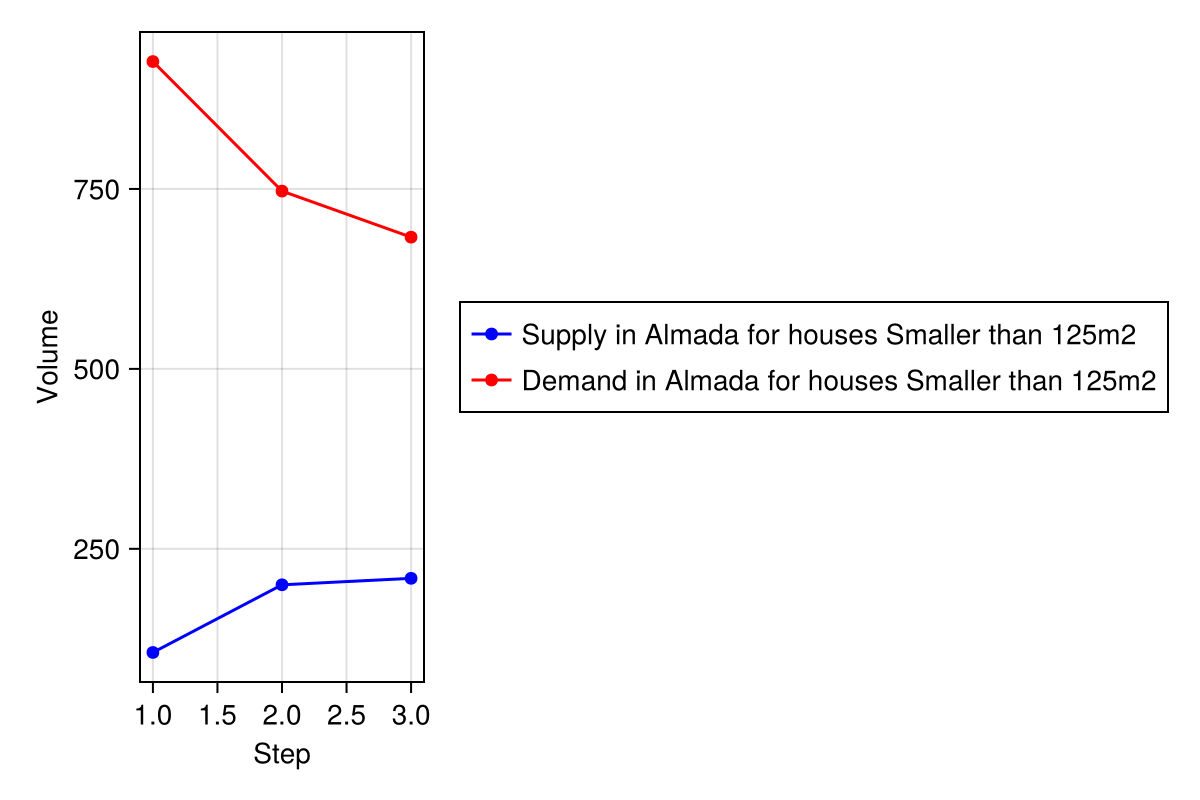 Volume
750
500
250
1.0 1.5 2.0 2.5 3.0
Step
Supply in Almada for houses Smaller than 125m2
Demand in Almada for houses Smaller than 125m2